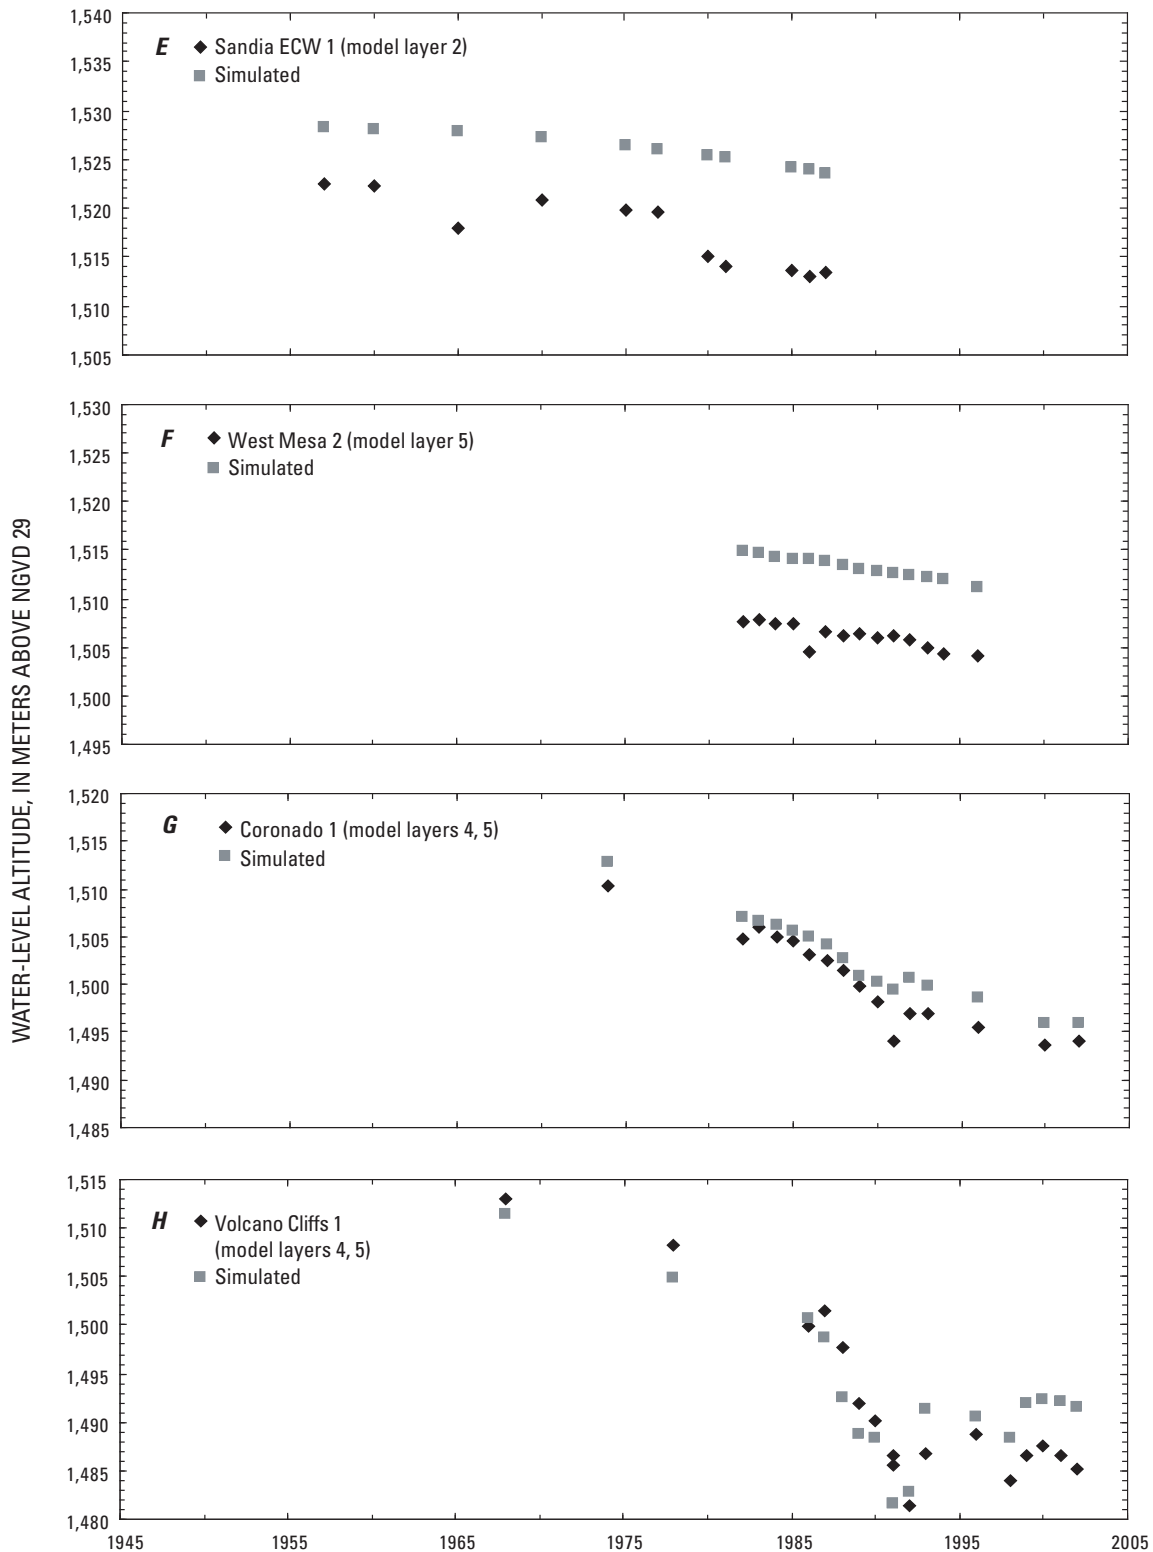 WATER-LEVEL ALTITUDE, IN METERS ABOVE NGVD 29
1,540
1,535
1,530
1,525
1,520
1,515
1,510
1,505
E
Sandia ECW 1 (model layer 2)
Simulated
1,530
1,525
1,520
1,515
1,510
1,505
1,500
1,495
F
West Mesa 2 (model layer 5)
Simulated
1,520
1,515
1,510
1,505
1,500
1,495
1,490
1,485
G
Coronado 1 (model layers 4, 5)
Simulated
1,515
1,510
1,505
1,500
1,495
1,490
1,485
1,480
H
Volcano Cliffs 1
(model layers 4, 5)
Simulated
1945 1955 1965 1975 1985 1995 2005